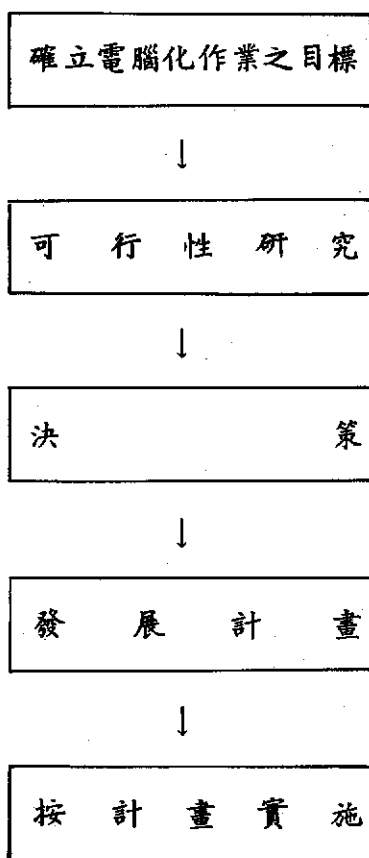 確立電腦化作業之目標
↓
可行性研究
↓
決策
↓
發展計畫
↓
按計畫實施